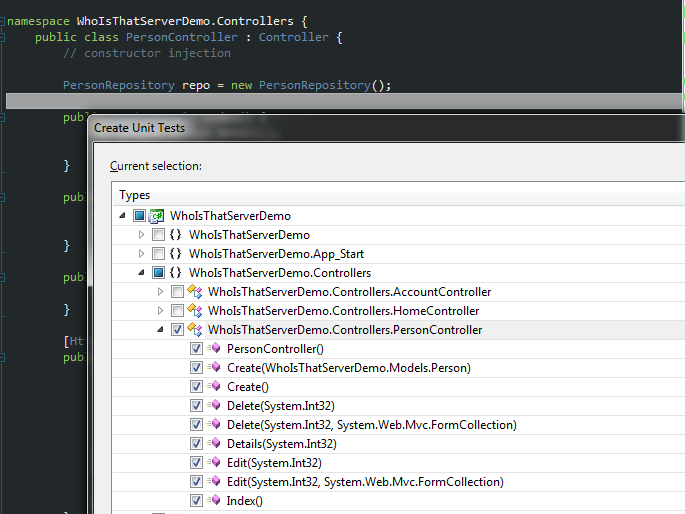 namespace WhoIsThatServerDemo.Controllers {
public class PersonController : Controller {
// constructor injection
PersonRepository repo = new PersonRepository();
pub
Create Unit Tests
Current selection:
}
Types
pub
WhoIsThatServerDemo
{} WhoIsThatServerDemo
}
{} WhoIsThatServerDemo.App_Start
pub
{} WhoIsThatServerDemo.Controllers
WhoIsThatServerDemo.Controllers.AccountController
}
WhoIsThatServerDemo.Controllers.HomeController
WhoIsThatServerDemo.Controllers.PersonController
[Ht
PersonController()
pub
Create(WhoIsThatServerDemo.Models.Person)
Create()
Delete(System.Int32)
Delete(System.Int32, System.Web.Mvc.FormCollection)
Details(System.Int32)
Edit(System.Int32)
Edit(System.Int32, System.Web.Mvc.FormCollection)
Index()